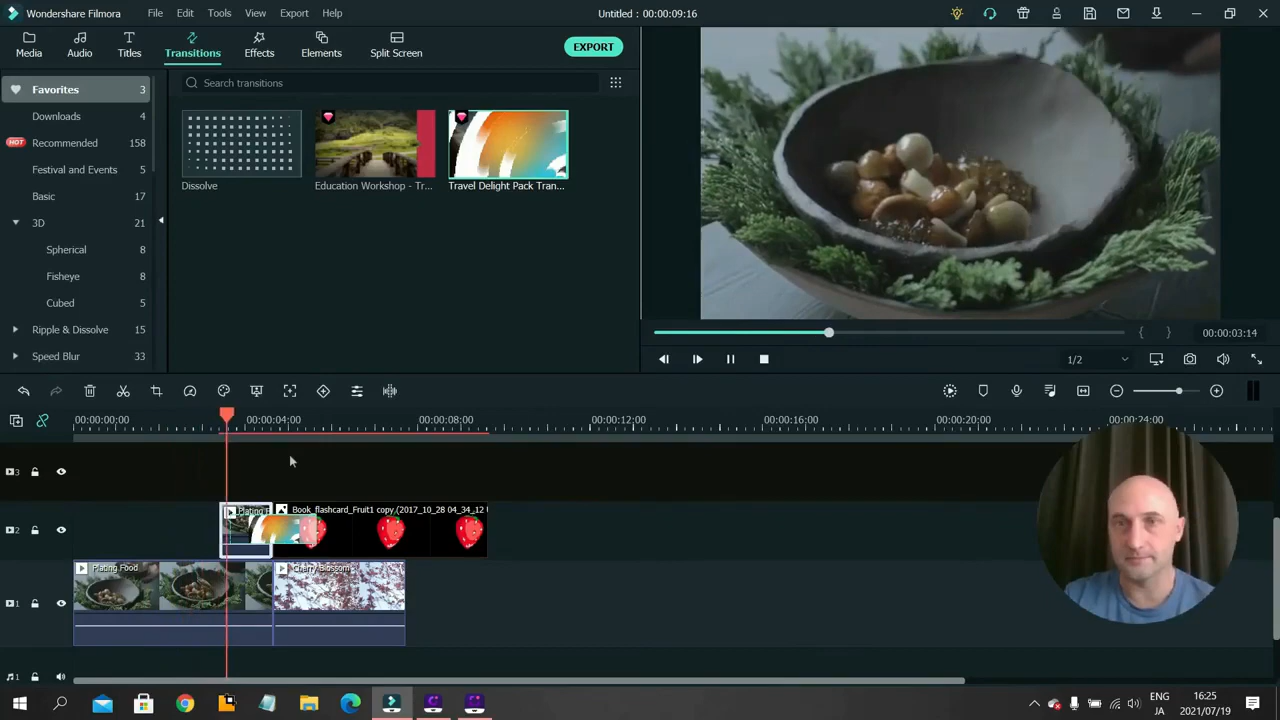 Wondershare Filmora
File Edit Tools View Export Help
Untitled : 00:00:09:16
Media Audio Titles Transitions Effects Elements Split Screen
EXPORT
Favorites 3
Downloads 4
HOT Recommended 158
Festival and Events 5
Basic 17
3D 21
Spherical 8
Fisheye 8
Cubed 5
Ripple & Dissolve 15
Speed Blur 33
Search transitions
Dissolve
Education Workshop - Tr...
Travel Delight Pack Tran...
00:00:03:14
1/2
00:00:00:00 00:00:04:00 00:00:08:00 00:00:12:00 00:00:16:00 00:00:20:00 00:00:24:00
3
2
Plating F
Book_flashcard_Fruit1 copy (2017_10_28 04_34_12
1
Plating Food
Cherry Blossom
1
ENG
JA
16:25
2021/07/19